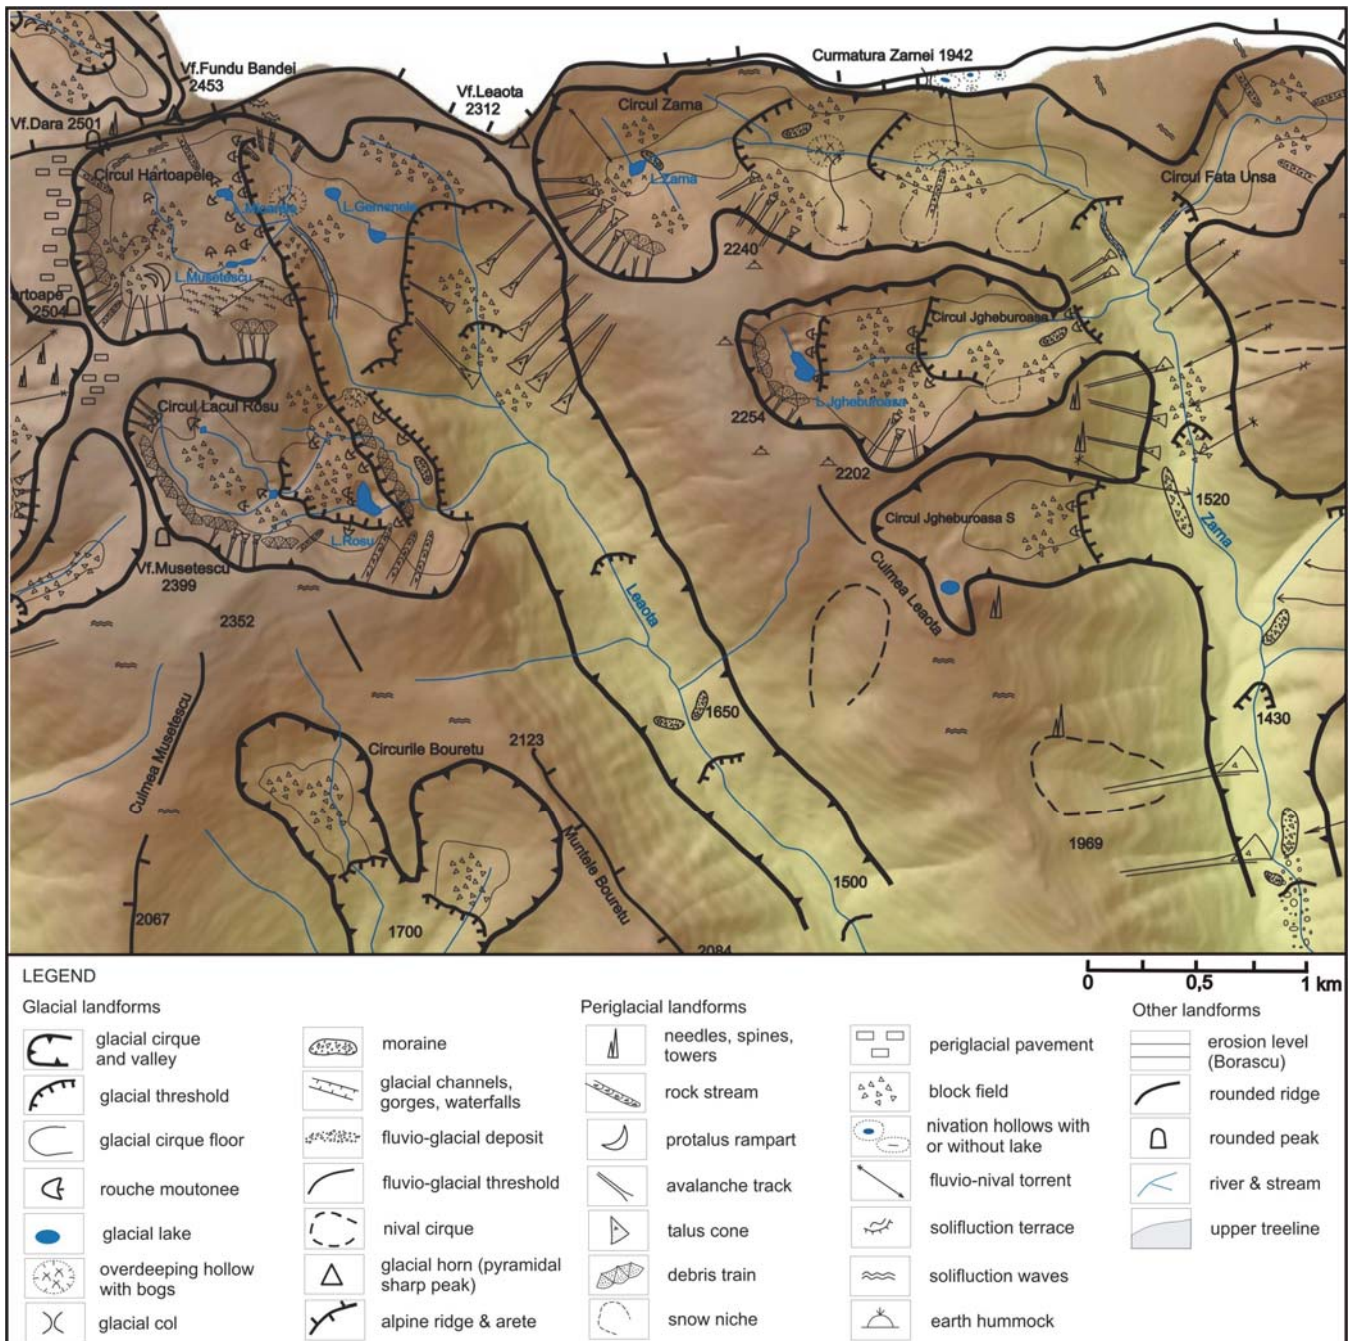 Vf.Fundu Bandei
2453
Vf.Leaota
2312
Curmatura Zarnei 1942
Vf.Dara 2501
Circul Zarna
Circul Hartoapele
L.Zarna
Circul Fata Unsa
L.Gemenele
L.Musetescu
2240
artoape
2504
Circul Jgheburoasa
Circul Lacul Rosu
L.Jgheburoasa
2254
2202
1520
Circul Jgheburoasa S
Zarna
L.Rosu
Vf.Musetescu
2399
Culmea Leaota
Leaota
2352
1650
1430
Culmea Musetescu
Circurile Bouretu
2123
Muntele Bouretu
1969
1500
2067
1700
2084
LEGEND
0 0,5 1 km
Glacial landforms
glacial cirque
and valley
glacial threshold
glacial cirque floor
rouche moutonee
glacial lake
overdeeping hollow
with bogs
glacial col
moraine
glacial channels,
gorges, waterfalls
fluvio-glacial deposit
fluvio-glacial threshold
nival cirque
glacial horn (pyramidal
sharp peak)
alpine ridge & arete
Periglacial landforms
needles, spines,
towers
rock stream
protalus rampart
avalanche track
talus cone
debris train
snow niche
periglacial pavement
block field
nivation hollows with
or without lake
fluvio-nival torrent
solifluction terrace
solifluction waves
earth hummock
Other landforms
erosion level
(Borascu)
rounded ridge
rounded peak
river & stream
upper treeline